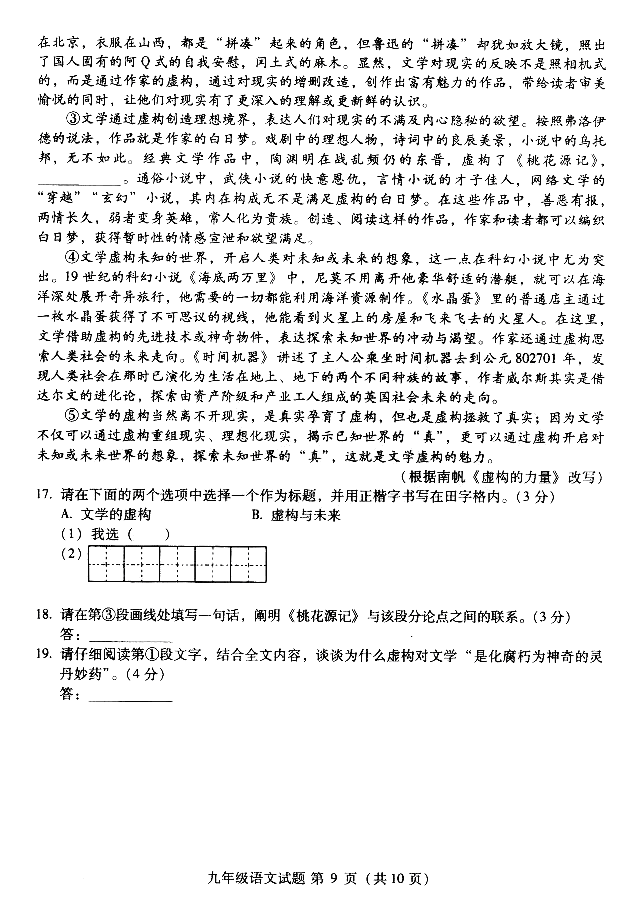 在北京，衣服在山西，都是“拼凑”起来的角色，但鲁迅的“拼凑”却犹如放大镜，照出
了国人固有的阿Q式的自我安慰，闰土式的麻木。显然，文学对现实的反映不是照相机式
的，而是通过作家的虚构，通过对现实的增删改造，创作出富有魅力的作品，带给读者审美
愉悦的同时，让他们对现实有了更深入的理解或更新鲜的认识。
③文学通过虚构创造理想境界，表达人们对现实的不满及内心隐秘的欲望。按照弗洛伊
德的说法，作品就是作家的白日梦。戏剧中的理想人物，诗词中的良辰美景，小说中的乌托
邦，无不如此。经典文学作品中，陶渊明在战乱频仍的东晋，虚构了《桃花源记》，
____________。通俗小说中，武侠小说的快意恩仇，言情小说的才子佳人，网络文学的
“穿越”“玄幻”小说，其内在构成无不是满足虚构的白日梦。在这些作品中，善恶有报，
两情长久，弱者变身英雄，常人化为贵族。创造、阅读这样的作品，作家和读者都可以编织
白日梦，获得暂时性的情感宣泄和欲望满足。
④文学虚构未知的世界，开启人类对未知或未来的想象，这一点在科幻小说中尤为突
出。19世纪的科幻小说《海底两万里》中，尼莫不用离开他豪华舒适的潜艇，就可以在海
洋深处展开奇异旅行，他需要的一切都能利用海洋资源制作。《水晶蛋》里的普通店主通过
一枚水晶蛋获得了不可思议的视线，他能看到火星上的房屋和飞来飞去的火星人。在这里，
文学借助虚构的先进技术或神奇物件，表达探索未知世界的冲动与渴望。作家还通过虚构思
索人类社会的未来走向。《时间机器》讲述了主人公乘坐时间机器去到公元802701年，发
现人类社会在那时已演化为生活在地上、地下的两个不同种族的故事，作者威尔斯其实是借
达尔文的进化论，探索由资产阶级和产业工人组成的英国社会未来的走向。
⑤文学的虚构当然离不开现实，是真实孕育了虚构，但也是虚构拯救了真实；因为文学
不仅可以通过虚构重组现实、理想化现实，揭示已知世界的“真”，更可以通过虚构开启对
未知或未来世界的想象，探索未知世界的“真”，这就是文学虚构的魅力。
（根据南帆《虚构的力量》改写）
17. 请在下面的两个选项中选择一个作为标题，并用正楷字书写在田字格内。（3分）
A. 文学的虚构 B. 虚构与未来
（1）我选（ ）
（2）
18. 请在第③段画线处填写一句话，阐明《桃花源记》与该段分论点之间的联系。（3分）
答：____________
19. 请仔细阅读第①段文字，结合全文内容，谈谈为什么虚构对文学“是化腐朽为神奇的灵
丹妙药”。（4分）
答：____________
九年级语文试题 第 9 页（共10页）